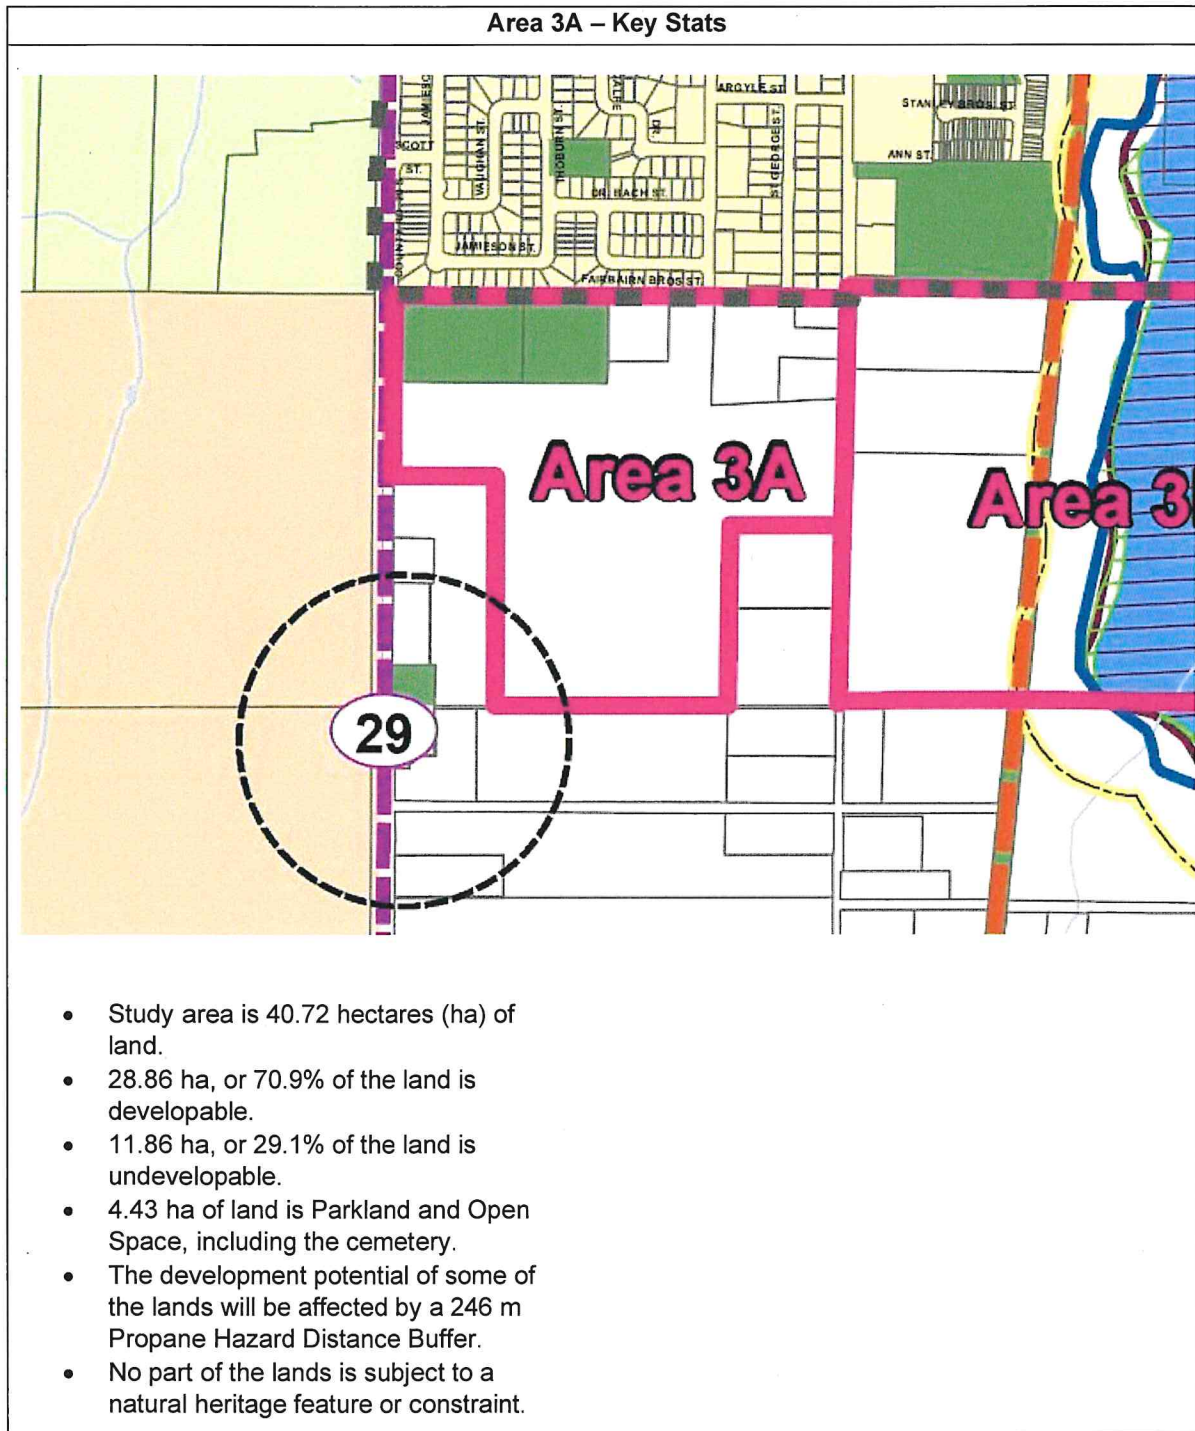 Area 3A – Key Stats
ARGYLE ST.
STANLEY BROS. ST.
SCOTT
ST.
VAUGHAN ST.
THOBURN ST.
DR.
ST GEORGE ST.
ANN ST.
DR. BACH ST.
JAMIESON ST.
FAIRBAIRN BROS ST.
Area 3A
Area 3
29
• Study area is 40.72 hectares (ha) of
land.
• 28.86 ha, or 70.9% of the land is
developable.
• 11.86 ha, or 29.1% of the land is
undevelopable.
• 4.43 ha of land is Parkland and Open
Space, including the cemetery.
• The development potential of some of
the lands will be affected by a 246 m
Propane Hazard Distance Buffer.
• No part of the lands is subject to a
natural heritage feature or constraint.